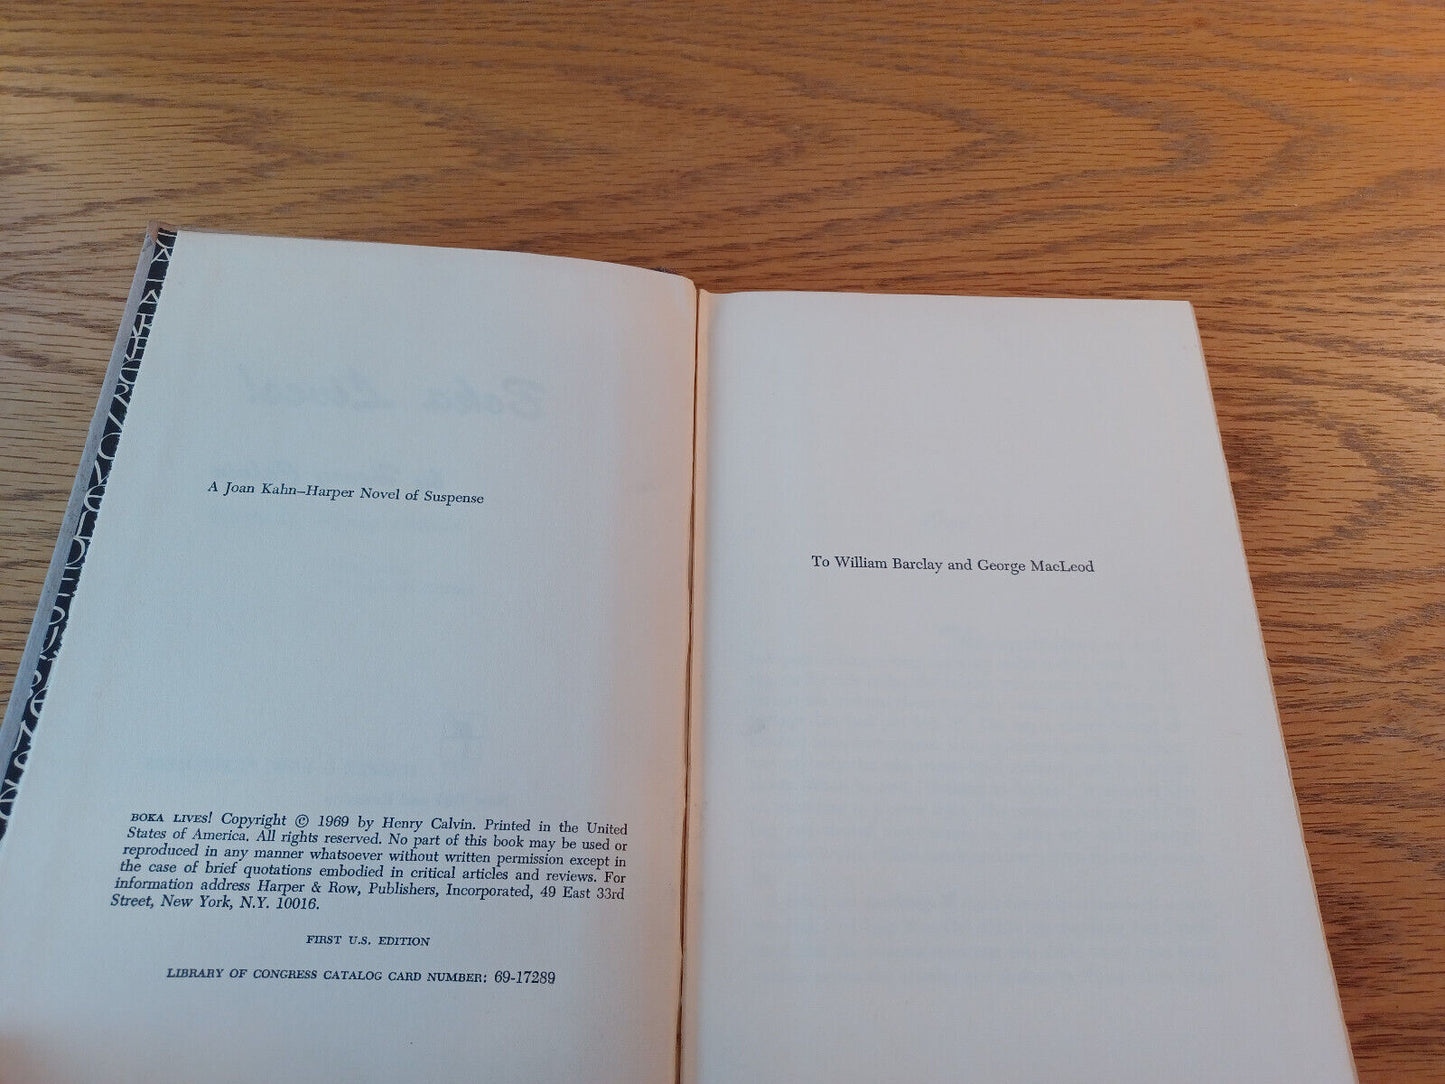 A Joan Kahn–Harper Novel of Suspense
BOKA LIVES! Copyright © 1969 by Henry Calvin. Printed in the United
States of America. All rights reserved. No part of this book may be used or
reproduced in any manner whatsoever without written permission except in
the case of brief quotations embodied in critical articles and reviews. For
information address Harper & Row, Publishers, Incorporated, 49 East 33rd
Street, New York, N.Y. 10016.
FIRST U.S. EDITION
LIBRARY OF CONGRESS CATALOG CARD NUMBER: 69-17289
To William Barclay and George MacLeod